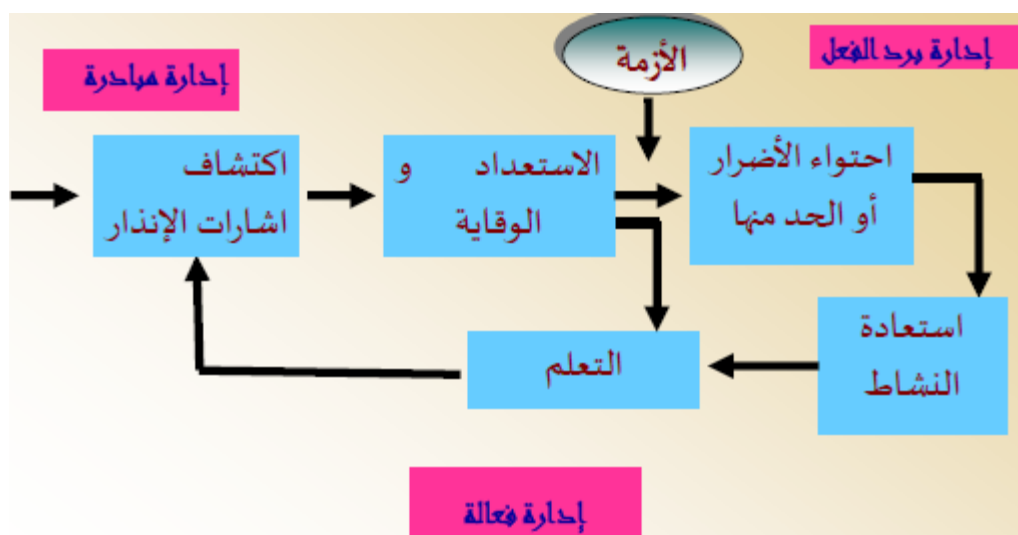 الأزمة
إدارة برد الفعل
إدارة مبادرة
احتواء الأضرار
أو الحد منها
الاستعداد و
الوقاية
اكتشاف
اشارات الإنذار
استعادة
النشاط
التعلم
إدارة فعالة